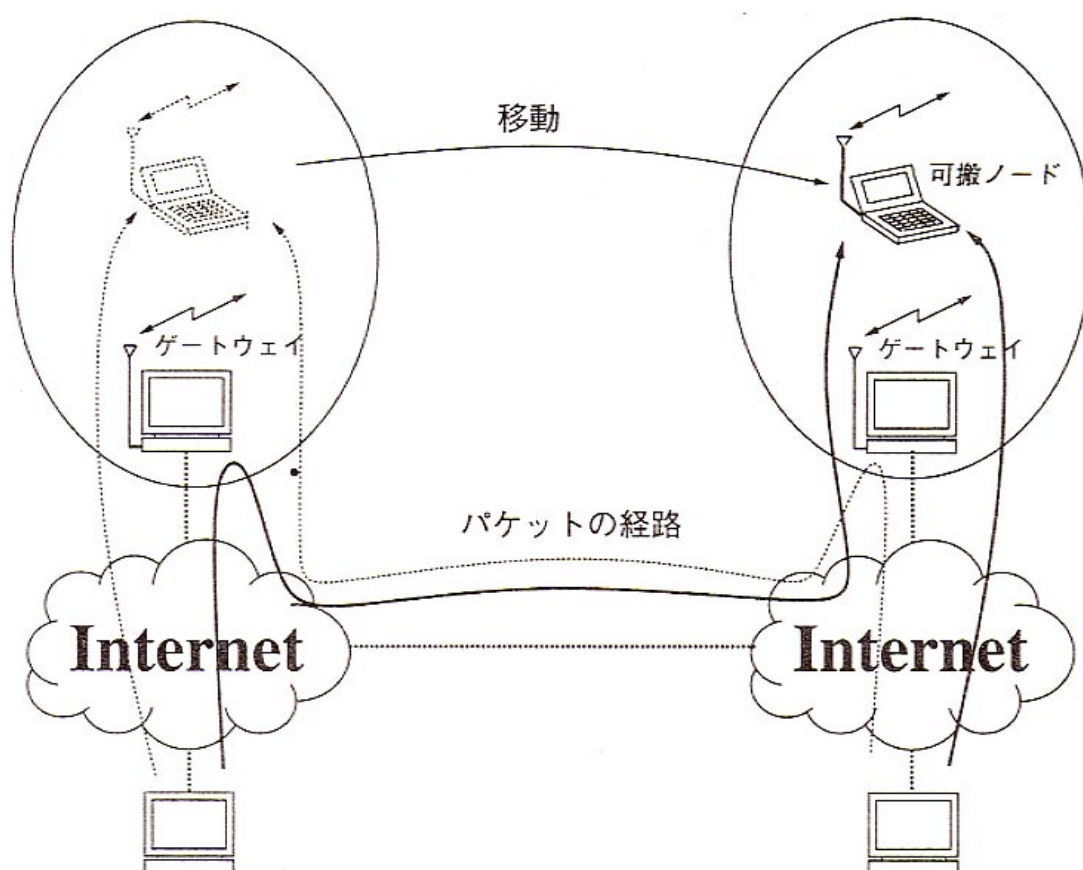 移動
可搬ノード
ゲートウェイ
ゲートウェイ
パケットの経路
Internet
Internet